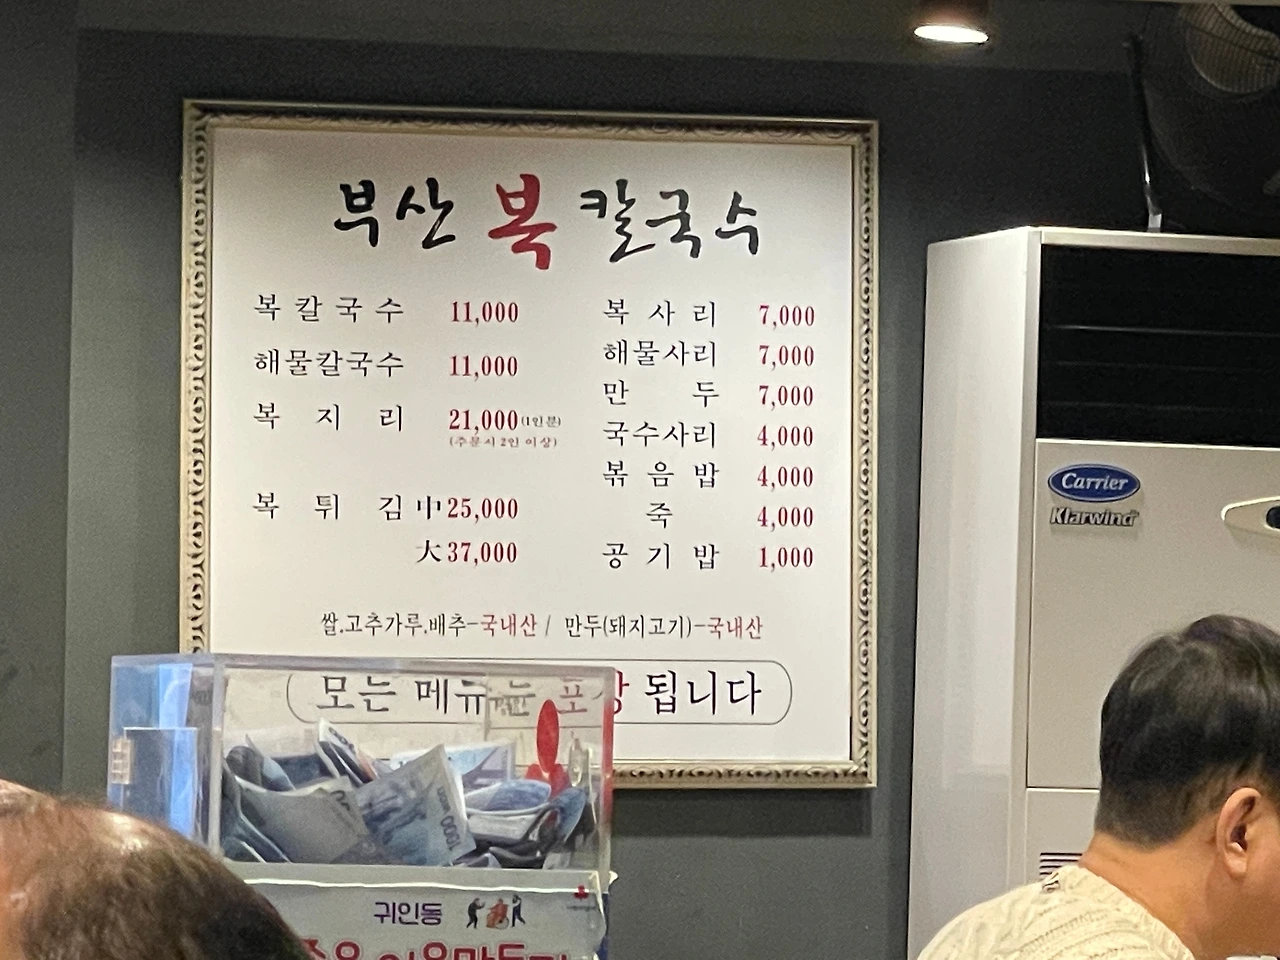 부산 복 칼국수
복칼국수 11,000
해물칼국수 11,000
복지리 21,000(1인분)
(주문시 2인 이상)
복튀김 中 25,000
大 37,000
복사리 7,000
해물사리 7,000
만두 7,000
국수사리 4,000
볶음밥 4,000
죽 4,000
공기밥 1,000
쌀.고추가루.배추-국내산 / 만두(돼지고기)-국내산
모든 메뉴는 포장 됩니다
Carrier
Klarwind
1000
귀인동